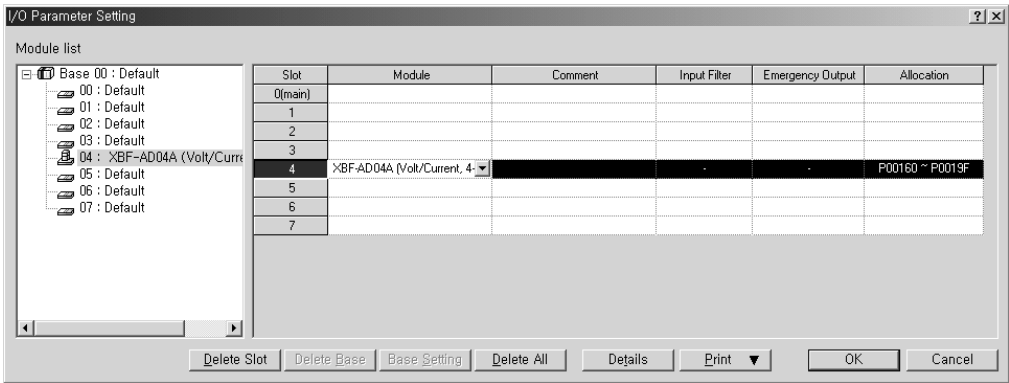 I/O Parameter Setting
Module list
Base 00 : Default
00 : Default
01 : Default
02 : Default
03 : Default
04 : XBF-AD04A (Volt/Curre
05 : Default
06 : Default
07 : Default
Slot Module Comment Input Filter Emergency Output Allocation
0(main)
1
2
3
4 XBF-AD04A (Volt/Current, 4- - - P00160 ~ P0019F
5
6
7
Delete Slot Delete Base Base Setting Delete All Details Print ▼ OK Cancel